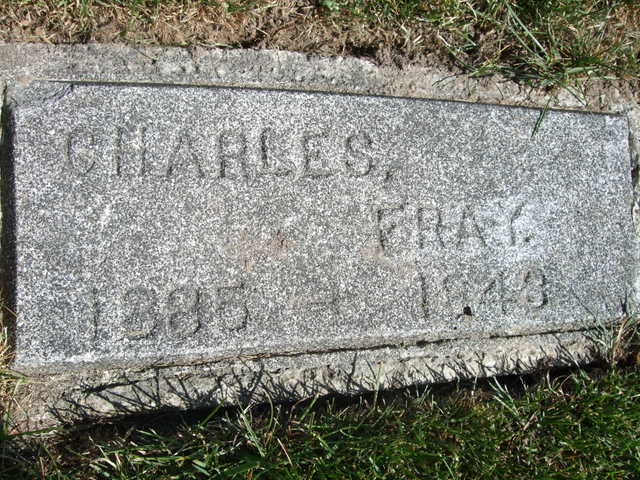 CHARLES,
FRAY.
1885 - 1943